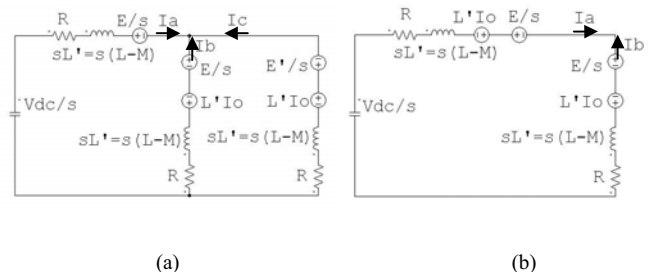 R
E/s
Ia
Ic
sL'=s(L-M)
Ib
E/s
E'/s
Vdc/s
L'Io
L'Io
sL'=s(L-M)
sL'=s(L-M)
R
R
(a)
R
L'Io
E/s
Ia
sL'=s(L-M)
Ib
E/s
Vdc/s
L'Io
sL'=s(L-M)
R
(b)